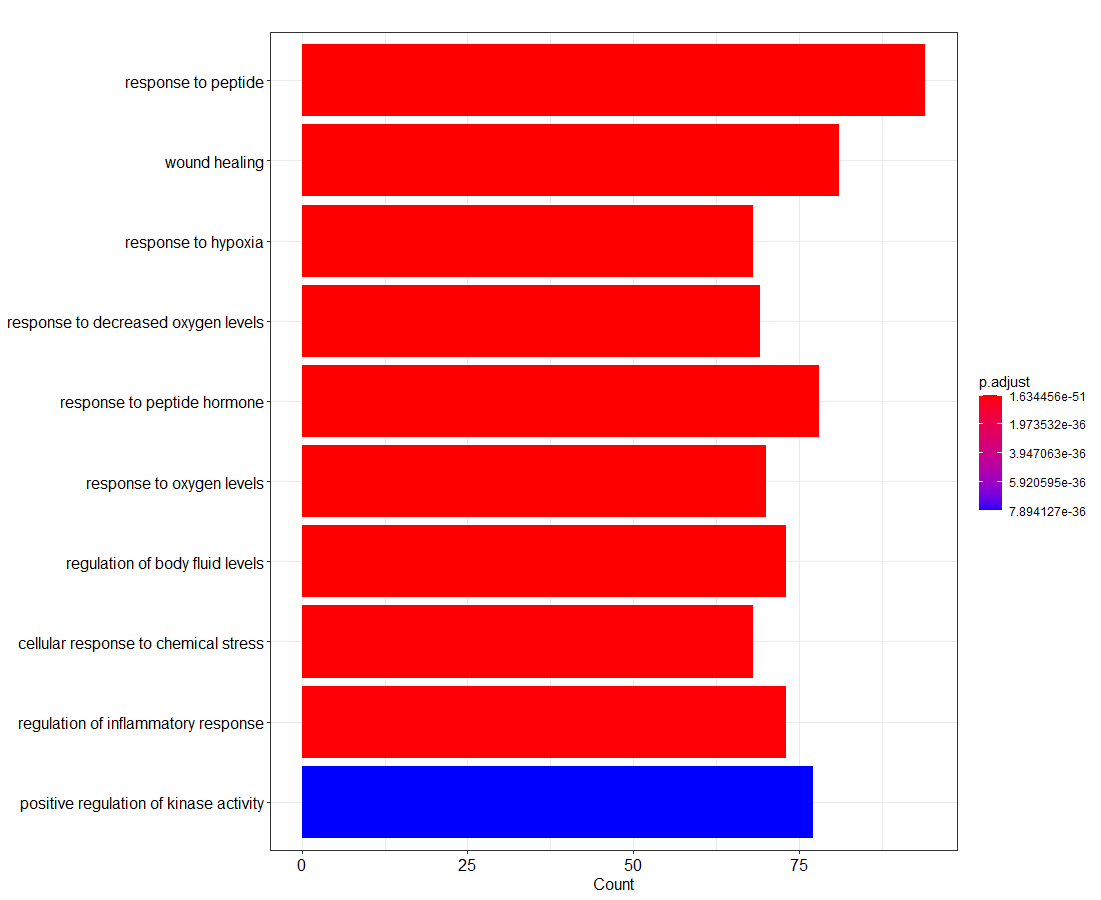 response to peptide
wound healing
response to hypoxia
response to decreased oxygen levels
response to peptide hormone
response to oxygen levels
regulation of body fluid levels
cellular response to chemical stress
regulation of inflammatory response
positive regulation of kinase activity
0 25 50 75
Count
p.adjust
1.634456e-51
1.973532e-36
3.947063e-36
5.920595e-36
7.894127e-36